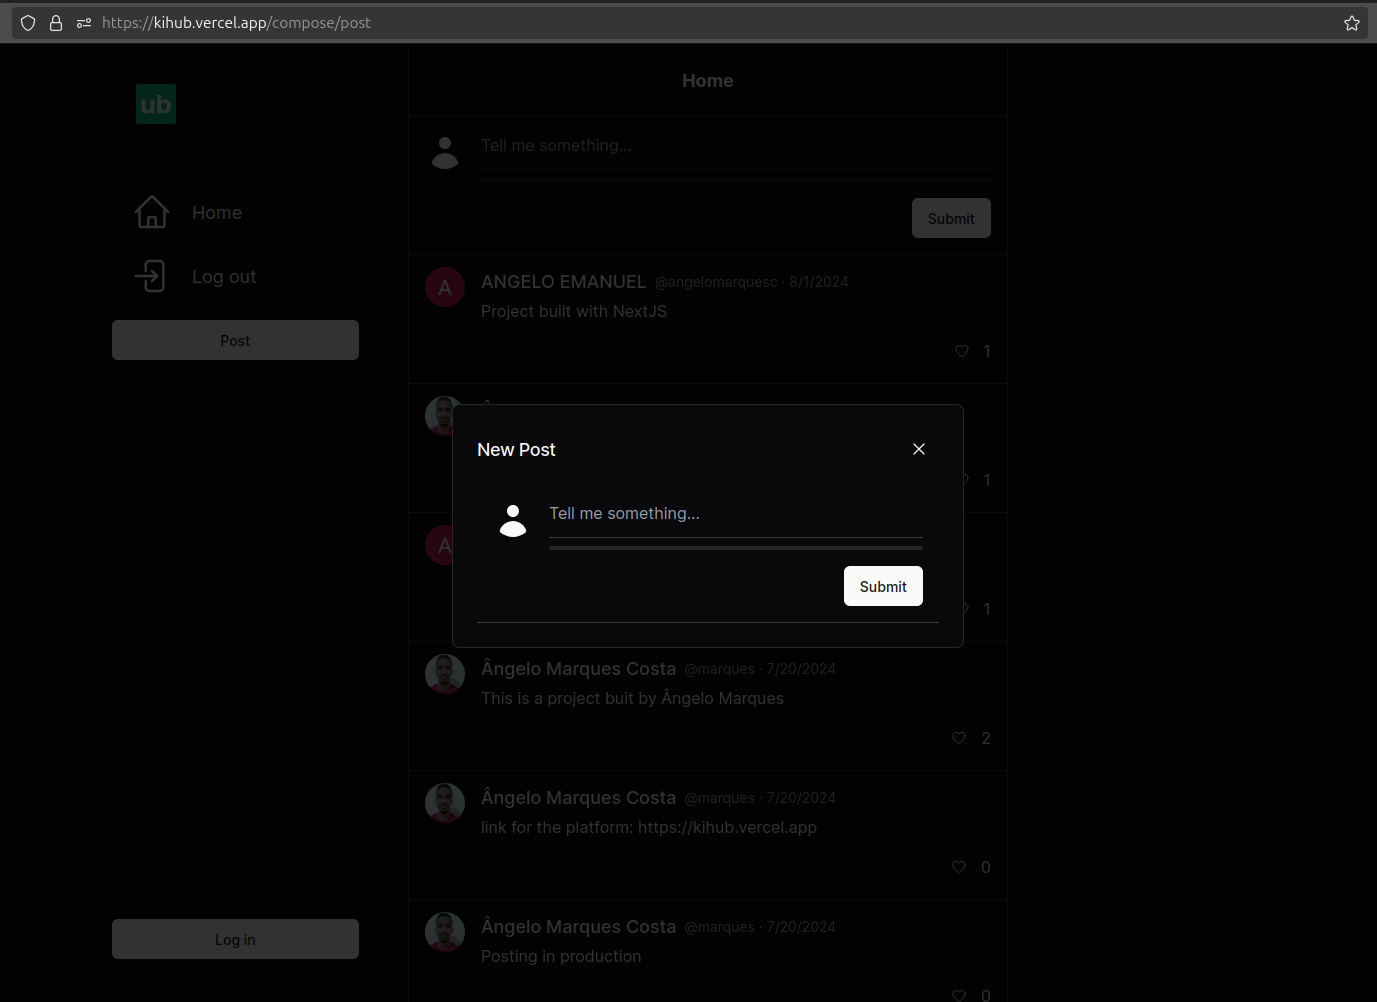 https://kihub.vercel.app/compose/post
ub
Home
Log out
Post
Log in
Home
Tell me something...
Submit
A
ANGELO EMANUEL @angelomarquesc · 8/1/2024
Project built with NextJS
1
1
A
1
New Post
Tell me something...
Submit
Ângelo Marques Costa @marques · 7/20/2024
This is a project buit by Ângelo Marques
2
Ângelo Marques Costa @marques · 7/20/2024
link for the platform: https://kihub.vercel.app
0
Ângelo Marques Costa @marques · 7/20/2024
Posting in production
0